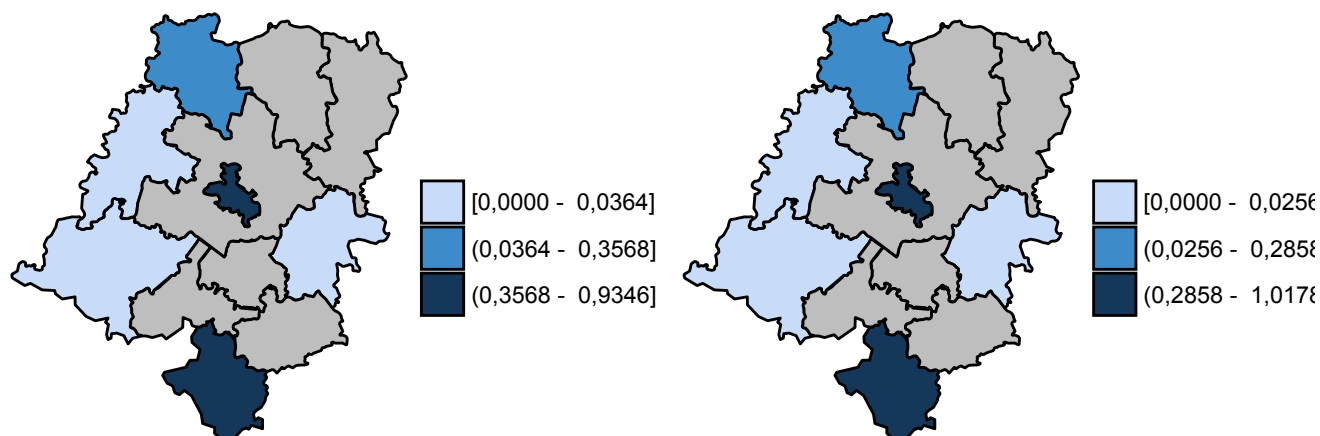 [0,0000 - 0,0364]
(0,0364 - 0,3568]
(0,3568 - 0,9346]
[0,0000 - 0,0256
(0,0256 - 0,2858
(0,2858 - 1,0178